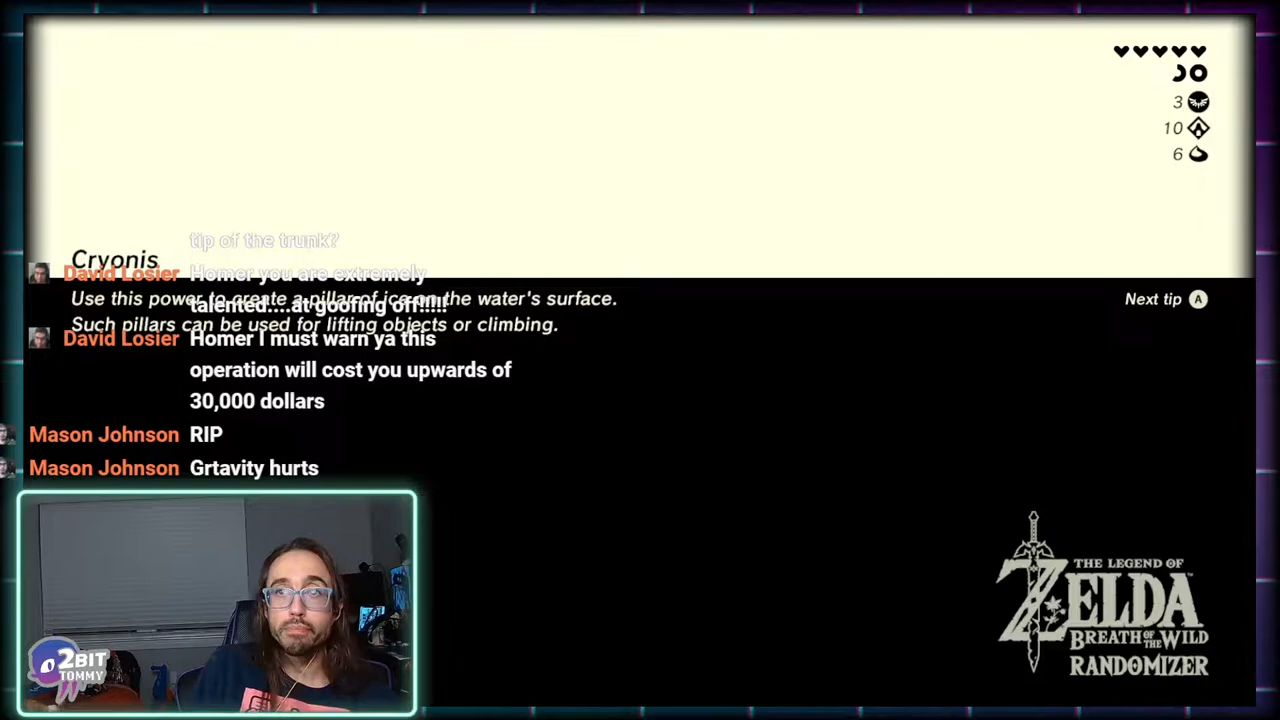 3
10
6
tip of the trunk?
Cryonis
David Losier Homer you are extremely
talented....at goofing off!!!!!
Use this power to create a pillar of ice on the water's surface.
Such pillars can be used for lifting objects or climbing.
Next tip A
David Losier Homer I must warn ya this
operation will cost you upwards of
30,000 dollars
Mason Johnson RIP
Mason Johnson Grtavity hurts
2BIT
TOMMY
THE LEGEND OF
ZELDA
BREATH OF THE WILD
RANDOMIZER